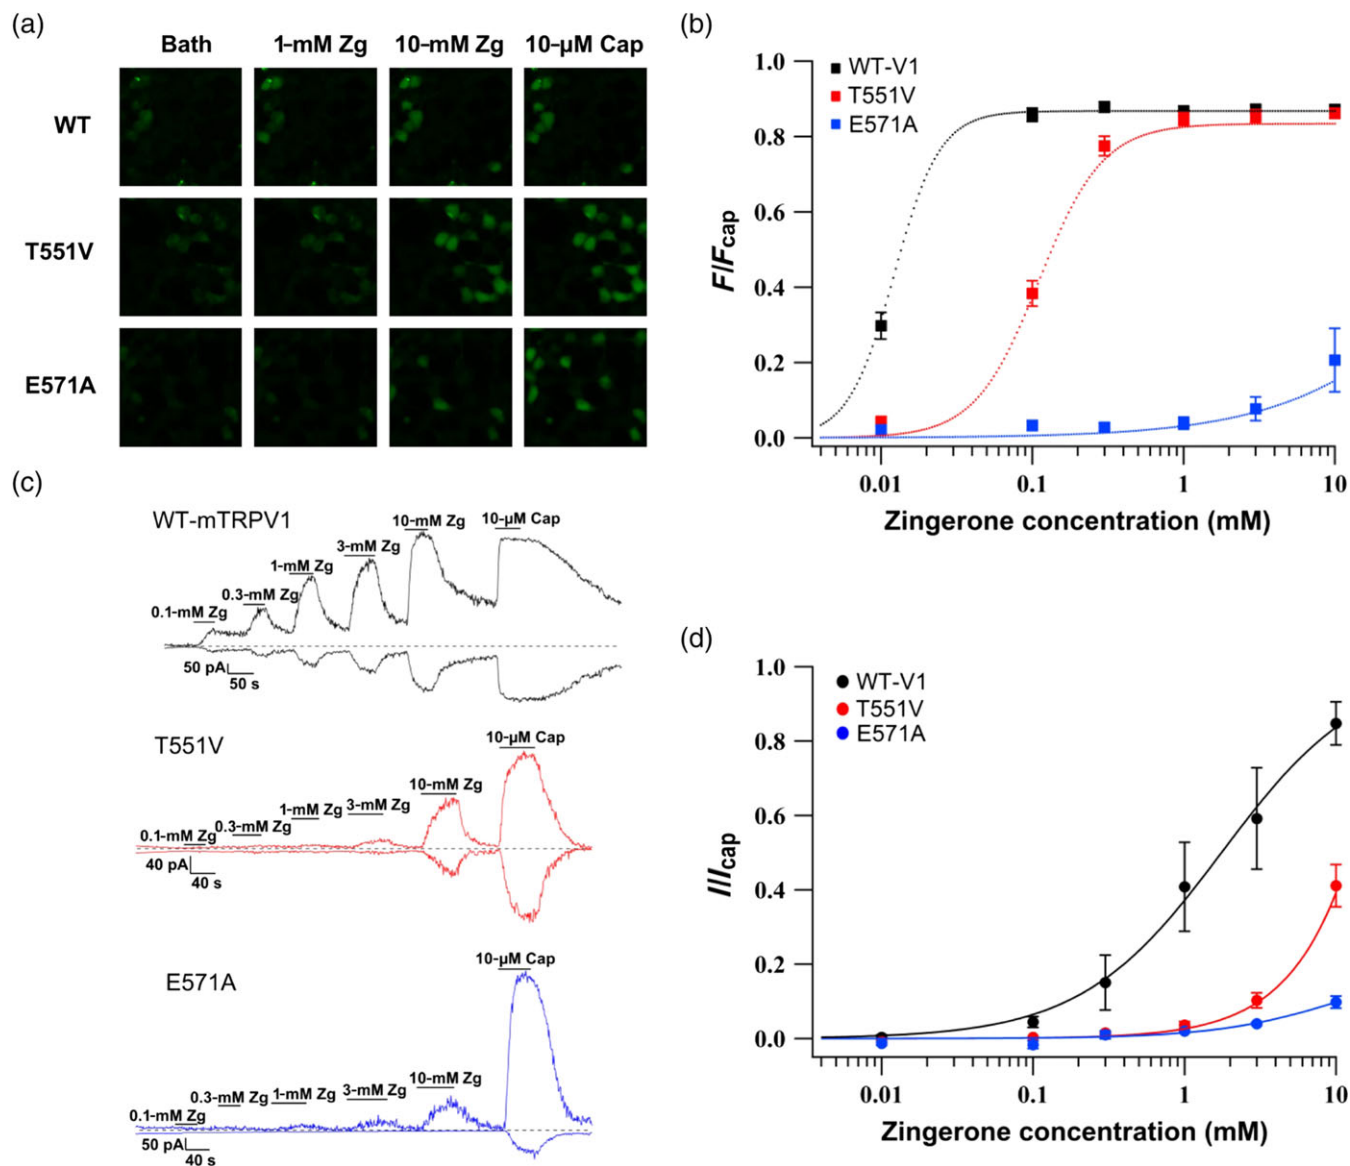 (a)
Bath 1-mM Zg 10-mM Zg 10-µM Cap
WT
T551V
E571A
(b)
WT-V1
T551V
E571A
F/Fcap
1.0
0.8
0.6
0.4
0.2
0.0
0.01 0.1 1 10
Zingerone concentration (mM)
(c)
WT-mTRPV1
0.1-mM Zg
0.3-mM Zg
1-mM Zg
3-mM Zg
10-mM Zg
10-µM Cap
50 pA
50 s
T551V
0.1-mM Zg
0.3-mM Zg
1-mM Zg
3-mM Zg
10-mM Zg
10-µM Cap
40 pA
40 s
E571A
0.1-mM Zg
0.3-mM Zg
1-mM Zg
3-mM Zg
10-mM Zg
10-µM Cap
50 pA
40 s
(d)
WT-V1
T551V
E571A
I/Icap
1.0
0.8
0.6
0.4
0.2
0.0
0.01 0.1 1 10
Zingerone concentration (mM)